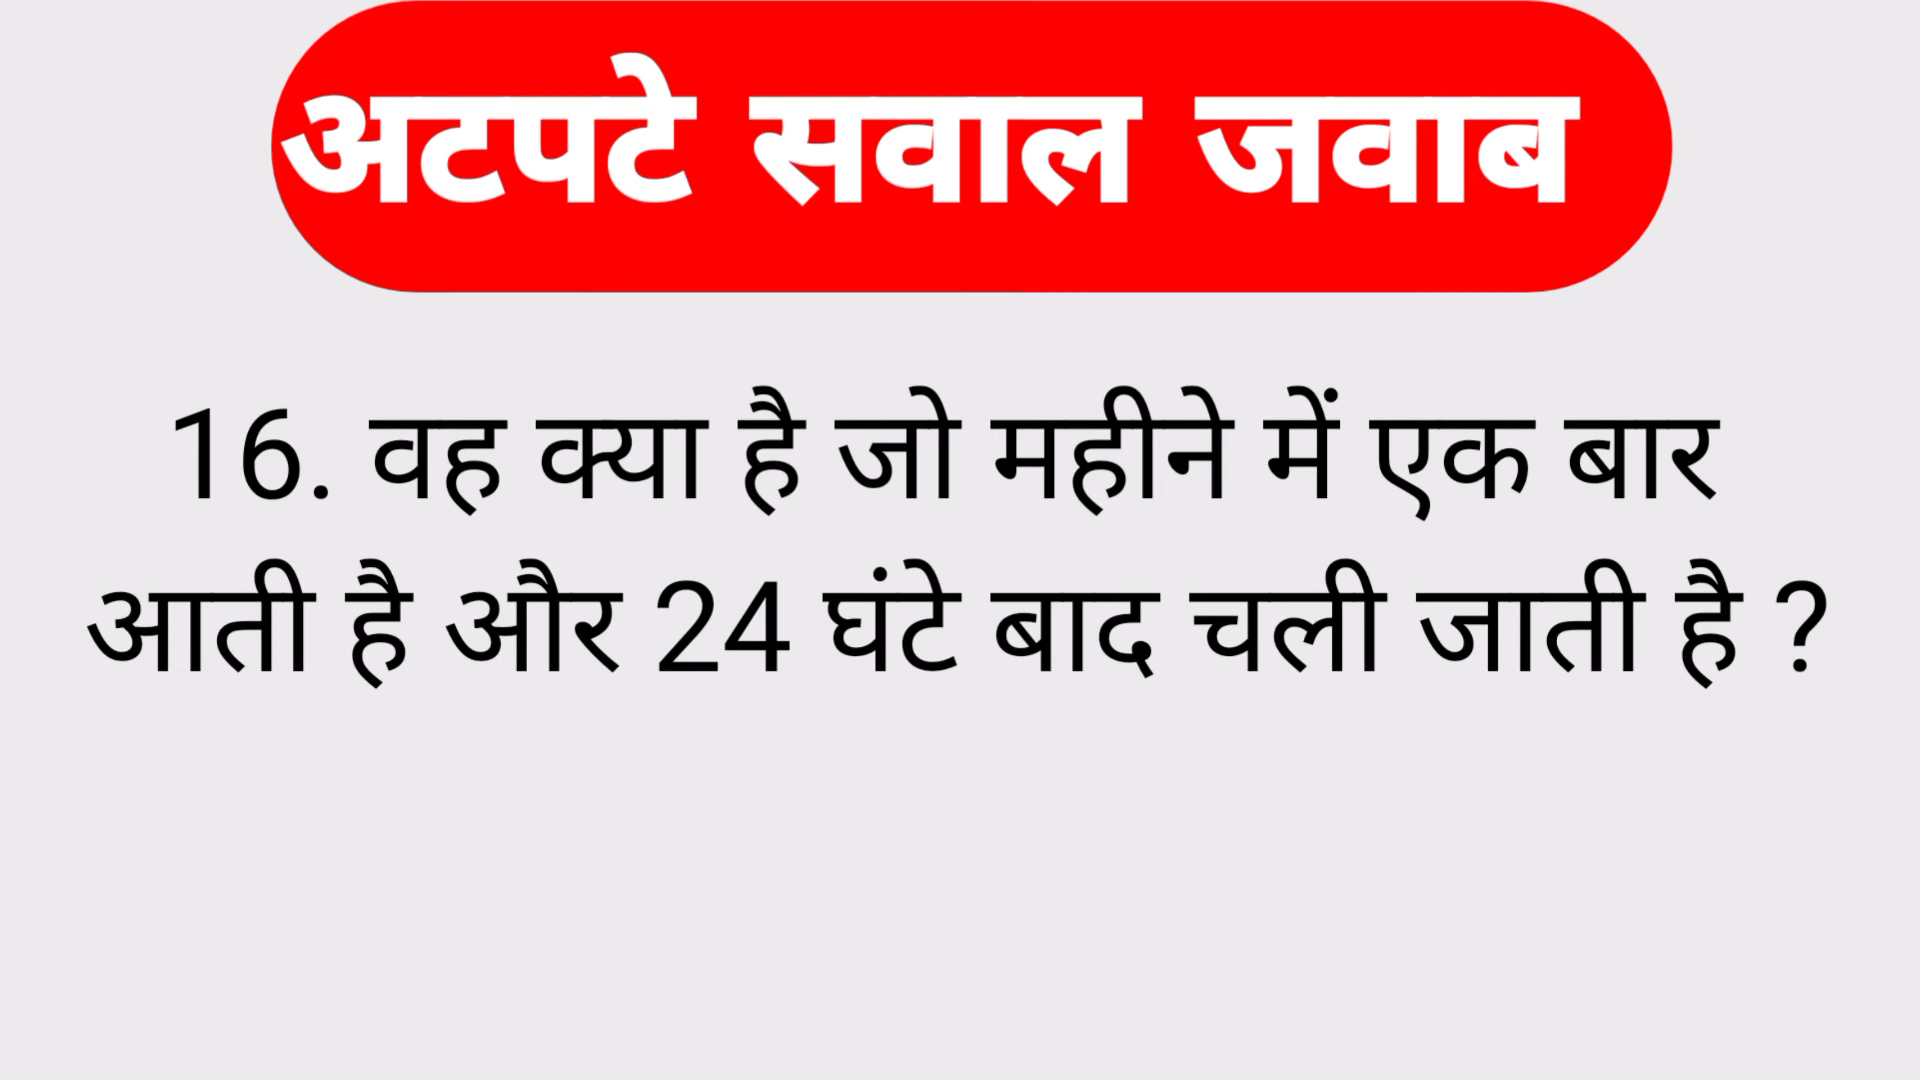 अटपटे सवाल जवाब
16. वह क्या है जो महीने में एक बार
आती है और 24 घंटे बाद चली जाती है ?